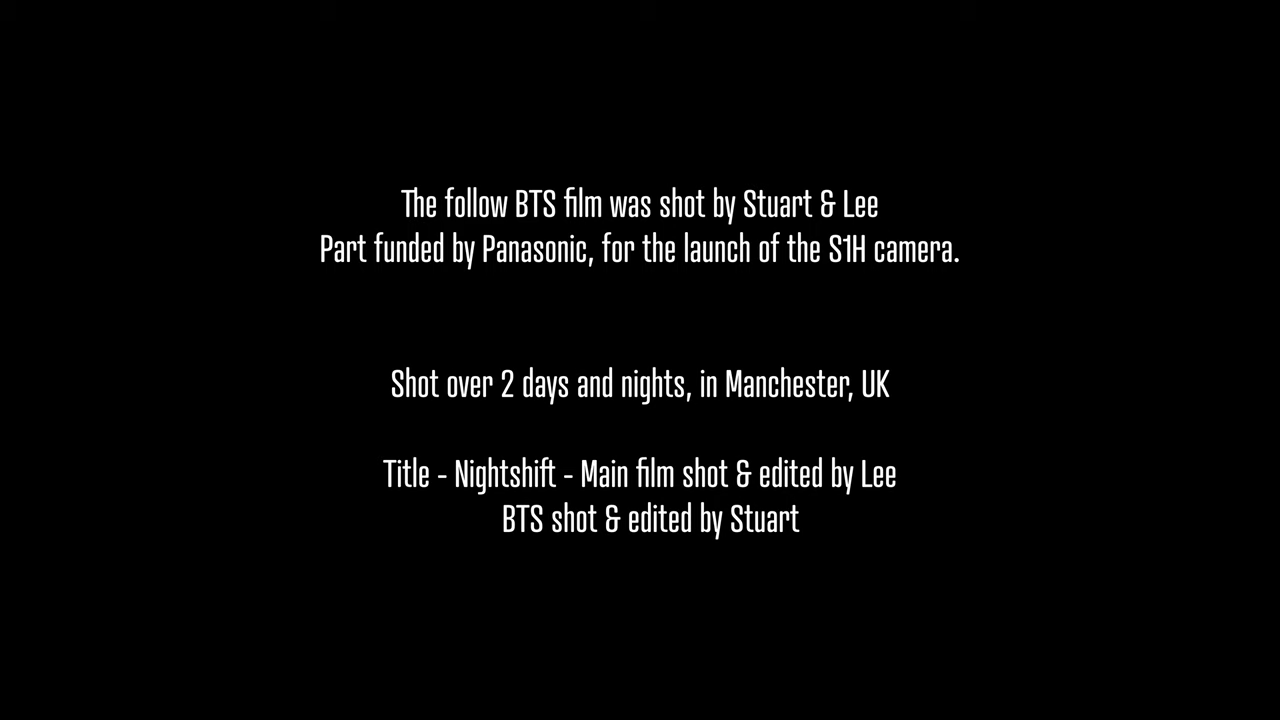 The follow BTS film was shot by Stuart & Lee
Part funded by Panasonic, for the launch of the S1H camera.
Shot over 2 days and nights, in Manchester, UK
Title - Nightshift - Main film shot & edited by Lee
BTS shot & edited by Stuart